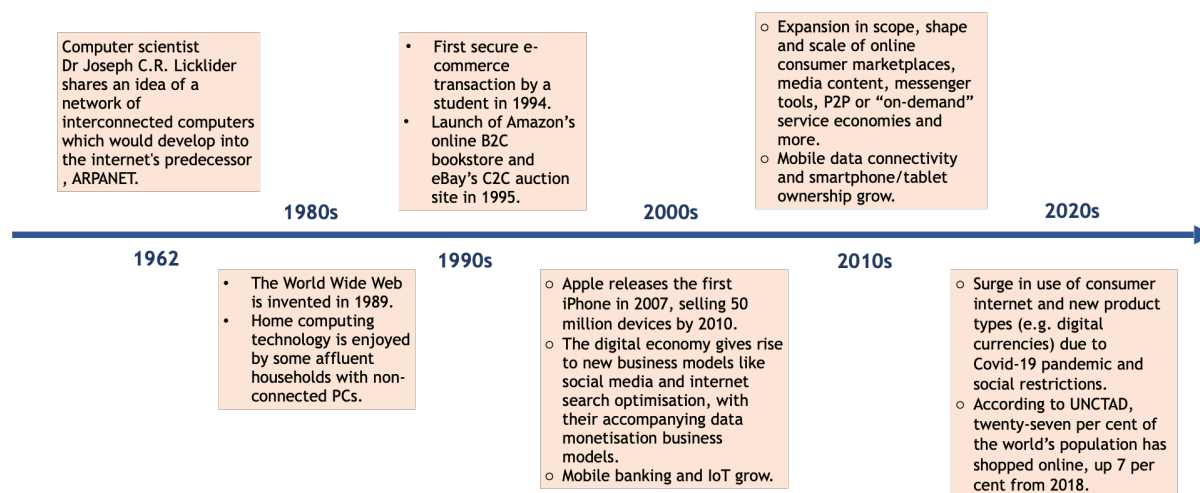 Computer scientist
Dr Joseph C.R. Licklider
shares an idea of a
network of
interconnected computers
which would develop into
the internet's predecessor
, ARPANET.
1962
1980s
• The World Wide Web
is invented in 1989.
• Home computing
technology is enjoyed
by some affluent
households with non-
connected PCs.
• First secure e-
commerce
transaction by a
student in 1994.
• Launch of Amazon’s
online B2C
bookstore and
eBay’s C2C auction
site in 1995.
1990s
2000s
○ Apple releases the first
iPhone in 2007, selling 50
million devices by 2010.
○ The digital economy gives rise
to new business models like
social media and internet
search optimisation, with
their accompanying data
monetisation business
models.
○ Mobile banking and IoT grow.
○ Expansion in scope, shape
and scale of online
consumer marketplaces,
media content, messenger
tools, P2P or “on-demand”
service economies and
more.
○ Mobile data connectivity
and smartphone/tablet
ownership grow.
2010s
2020s
○ Surge in use of consumer
internet and new product
types (e.g. digital
currencies) due to
Covid-19 pandemic and
social restrictions.
○ According to UNCTAD,
twenty-seven per cent of
the world’s population has
shopped online, up 7 per
cent from 2018.